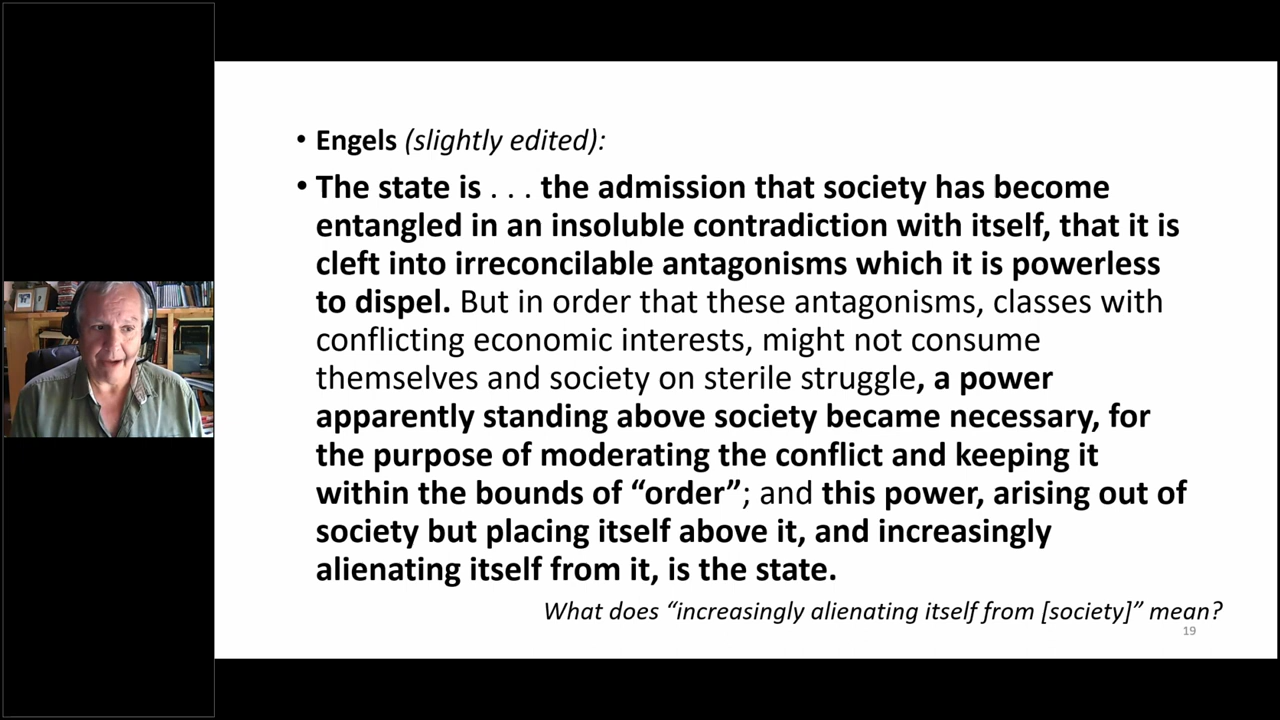 • Engels (slightly edited):
• The state is . . . the admission that society has become
entangled in an insoluble contradiction with itself, that it is
cleft into irreconcilable antagonisms which it is powerless
to dispel. But in order that these antagonisms, classes with
conflicting economic interests, might not consume
themselves and society on sterile struggle, a power
apparently standing above society became necessary, for
the purpose of moderating the conflict and keeping it
within the bounds of “order”; and this power, arising out of
society but placing itself above it, and increasingly
alienating itself from it, is the state.
What does “increasingly alienating itself from [society]” mean?
19